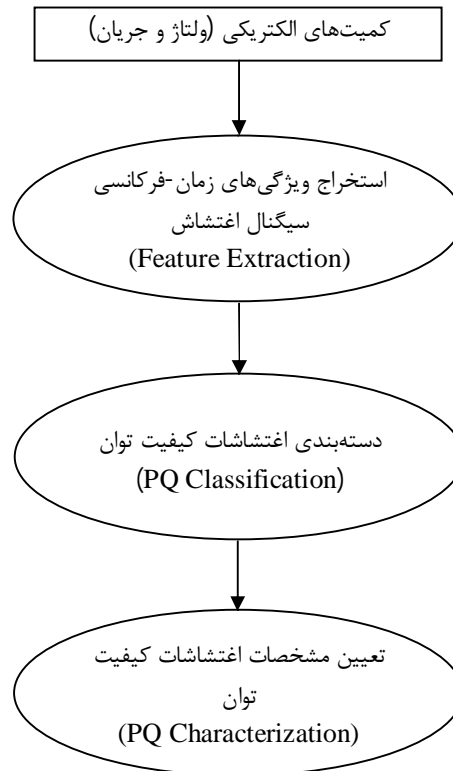 کمیت‌های الکتریکی (ولتاژ و جریان)
استخراج ویژگی‌های زمان-فرکانسی
سیگنال اغتشاش
(Feature Extraction)
دسته‌بندی اغتشاشات کیفیت توان
(PQ Classification)
تعیین مشخصات اغتشاشات کیفیت
توان
(PQ Characterization)